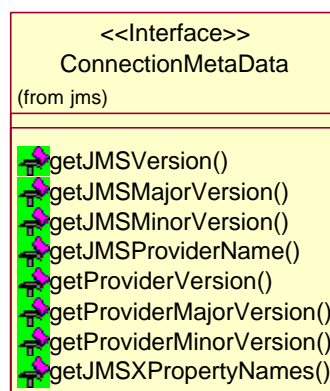 <<Interface>>
ConnectionMetaData
(from jms)
getJMSVersion()
getJMSMajorVersion()
getJMSMinorVersion()
getJMSProviderName()
getProviderVersion()
getProviderMajorVersion()
getProviderMinorVersion()
getJMSXPropertyNames()